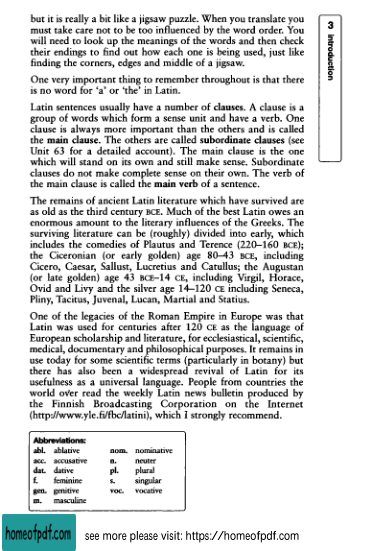 but it is really a bit like a jigsaw puzzle. When you translate you
must take care not to be too influenced by the word order. You
will need to look up the meanings of the words and then check
their endings to find out how each one is being used, just like
finding the corners, edges and middle of a jigsaw.
One very important thing to remember throughout is that there
is no word for 'a' or 'the' in Latin.
Latin sentences usually have a number of clauses. A clause is a
group of words which form a sense unit and have a verb. One
clause is always more important than the others and is called
the main clause. The others are called subordinate clauses (see
Unit 63 for a detailed account). The main clause is the one
which will stand on its own and still make sense. Subordinate
clauses do not make complete sense on their own. The verb of
the main clause is called the main verb of a sentence.
The remains of ancient Latin literature which have survived are
as old as the third century BCE. Much of the best Latin owes an
enormous amount to the literary influences of the Greeks. The
surviving literature can be (roughly) divided into early, which
includes the comedies of Plautus and Terence (220–160 BCE);
the Ciceronian (or early golden) age 80–43 BCE, including
Cicero, Caesar, Sallust, Lucretius and Catullus; the Augustan
(or late golden) age 43 BCE–14 CE, including Virgil, Horace,
Ovid and Livy and the silver age 14–120 CE including Seneca,
Pliny, Tacitus, Juvenal, Lucan, Martial and Statius.
One of the legacies of the Roman Empire in Europe was that
Latin was used for centuries after 120 CE as the language of
European scholarship and literature, for ecclesiastical, scientific,
medical, documentary and philosophical purposes. It remains in
use today for some scientific terms (particularly in botany) but
there has also been a widespread revival of Latin for its
usefulness as a universal language. People from countries the
world over read the weekly Latin news bulletin produced by
the Finnish Broadcasting Corporation on the Internet
(http://www.yle.fi/fbc/latini), which I strongly recommend.
Abbreviations:
abl. ablative nom. nominative
acc. accusative n. neuter
dat. dative pl. plural
f. feminine s. singular
gen. genitive voc. vocative
m. masculine
3
introduction
homeofpdf.com see more please visit: https://homeofpdf.com